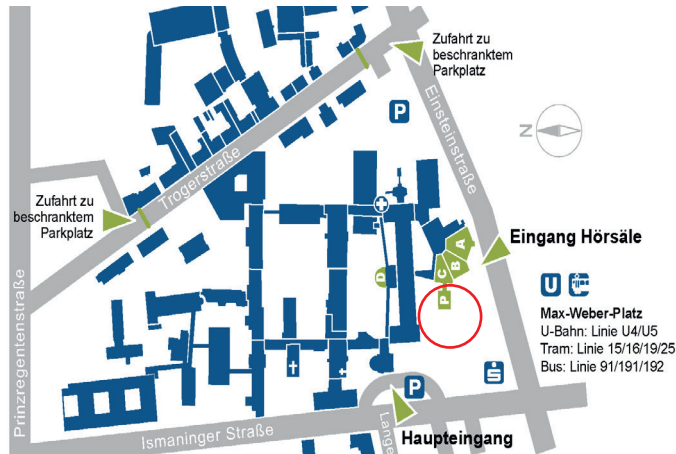 Zufahrt zu
beschranktem
Parkplatz
P
Einsteinstraße
N
Trogerstraße
Zufahrt zu
beschranktem
Parkplatz
Prinzregentenstraße
A
B
C
D
P
Eingang Hörsäle
U
Max-Weber-Platz
U-Bahn: Linie U4/U5
Tram: Linie 15/16/19/25
Bus: Linie 91/191/192
S
P
Ismaninger Straße
Lange
Haupteingang